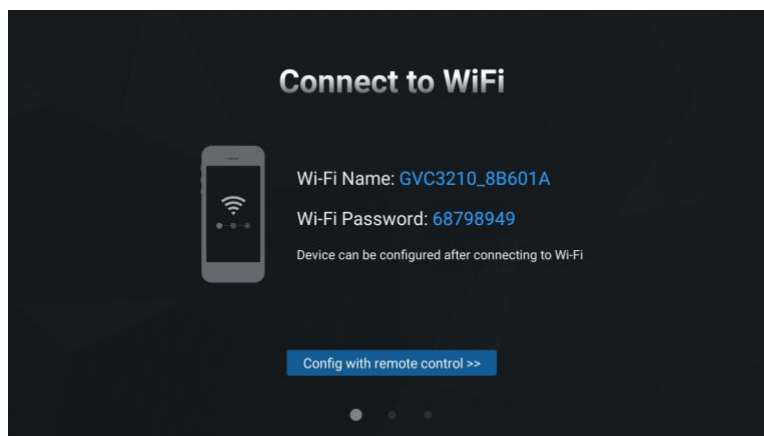 Connect to WiFi
Wi-Fi Name: GVC3210_8B601A
Wi-Fi Password: 68798949
Device can be configured after connecting to Wi-Fi
Config with remote control >>